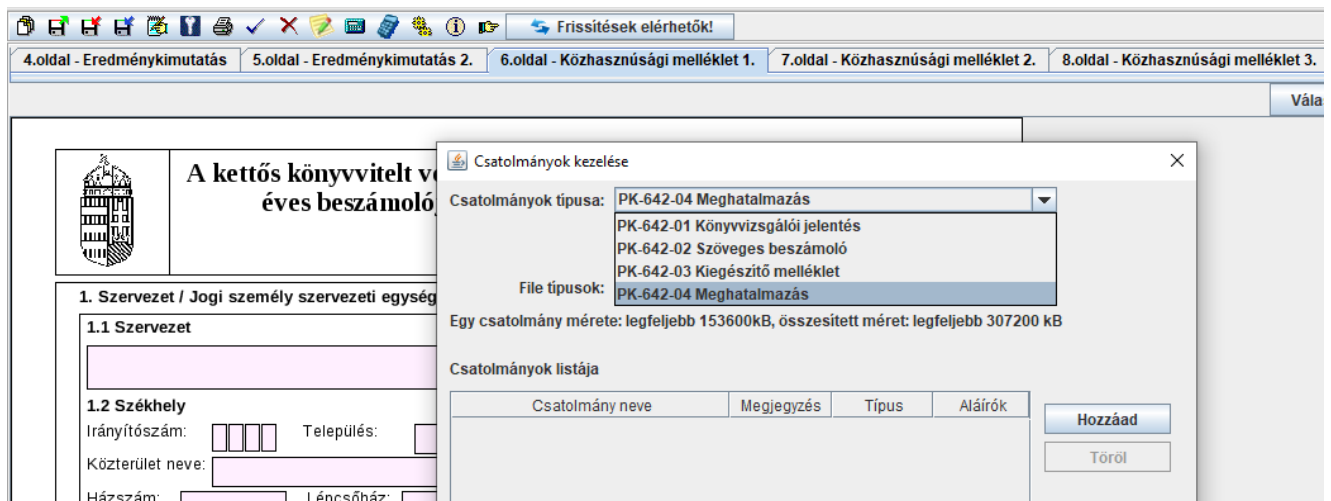 Frissítések elérhetők!
4.oldal - Eredménykimutatás 5.oldal - Eredménykimutatás 2. 6.oldal - Közhasznúsági melléklet 1. 7.oldal - Közhasznúsági melléklet 2. 8.oldal - Közhasznúsági melléklet 3.
Vála
A kettős könyvvitelt v
éves beszámoló
Csatolmányok kezelése
Csatolmányok típusa: PK-642-04 Meghatalmazás
PK-642-01 Könyvvizsgálói jelentés
PK-642-02 Szöveges beszámoló
PK-642-03 Kiegészítő melléklet
File típusok: PK-642-04 Meghatalmazás
Egy csatolmány mérete: legfeljebb 153600kB, összesített méret: legfeljebb 307200 kB
Csatolmányok listája
Csatolmány neve Megjegyzés Típus Aláírók
Hozzáad
Töröl
1. Szervezet / Jogi személy szervezeti egység
1.1 Szervezet
1.2 Székhely
Irányítószám: Település:
Közterület neve:
Házszám: Lépcsőház: